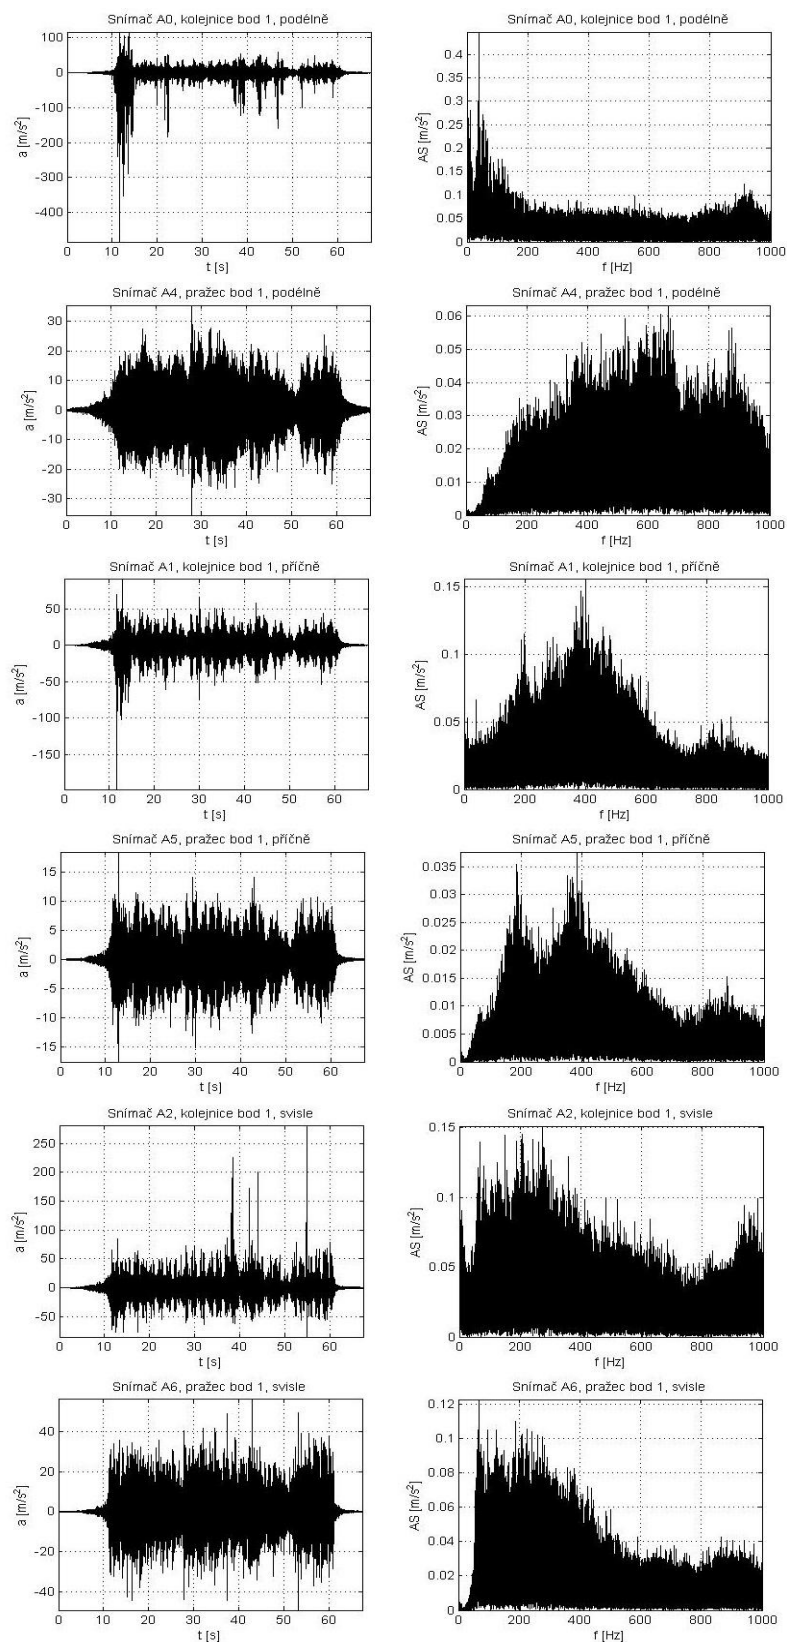 Snímač A0, kolejnice bod 1, podélně
100
0
-100
-200
-300
-400
a [m/s²]
0 10 20 30 40 50 60
t [s]
Snímač A0, kolejnice bod 1, podélně
0.4
0.35
0.3
0.25
0.2
0.15
0.1
0.05
0
AS [m/s²]
0 200 400 600 800 1000
f [Hz]
Snímač A4, pražec bod 1, podélně
30
20
10
0
-10
-20
-30
a [m/s²]
0 10 20 30 40 50 60
t [s]
Snímač A4, pražec bod 1, podélně
0.06
0.05
0.04
0.03
0.02
0.01
0
AS [m/s²]
0 200 400 600 800 1000
f [Hz]
Snímač A1, kolejnice bod 1, příčně
50
0
-50
-100
-150
a [m/s²]
0 10 20 30 40 50 60
t [s]
Snímač A1, kolejnice bod 1, příčně
0.15
0.1
0.05
0
AS [m/s²]
0 200 400 600 800 1000
f [Hz]
Snímač A5, pražec bod 1, příčně
15
10
5
0
-5
-10
-15
a [m/s²]
0 10 20 30 40 50 60
t [s]
Snímač A5, pražec bod 1, příčně
0.035
0.03
0.025
0.02
0.015
0.01
0.005
0
AS [m/s²]
0 200 400 600 800 1000
f [Hz]
Snímač A2, kolejnice bod 1, svisle
250
200
150
100
50
0
-50
a [m/s²]
0 10 20 30 40 50 60
t [s]
Snímač A2, kolejnice bod 1, svisle
0.15
0.1
0.05
0
AS [m/s²]
0 200 400 600 800 1000
f [Hz]
Snímač A6, pražec bod 1, svisle
40
20
0
-20
-40
a [m/s²]
0 10 20 30 40 50 60
t [s]
Snímač A6, pražec bod 1, svisle
0.12
0.1
0.08
0.06
0.04
0.02
0
AS [m/s²]
0 200 400 600 800 1000
f [Hz]